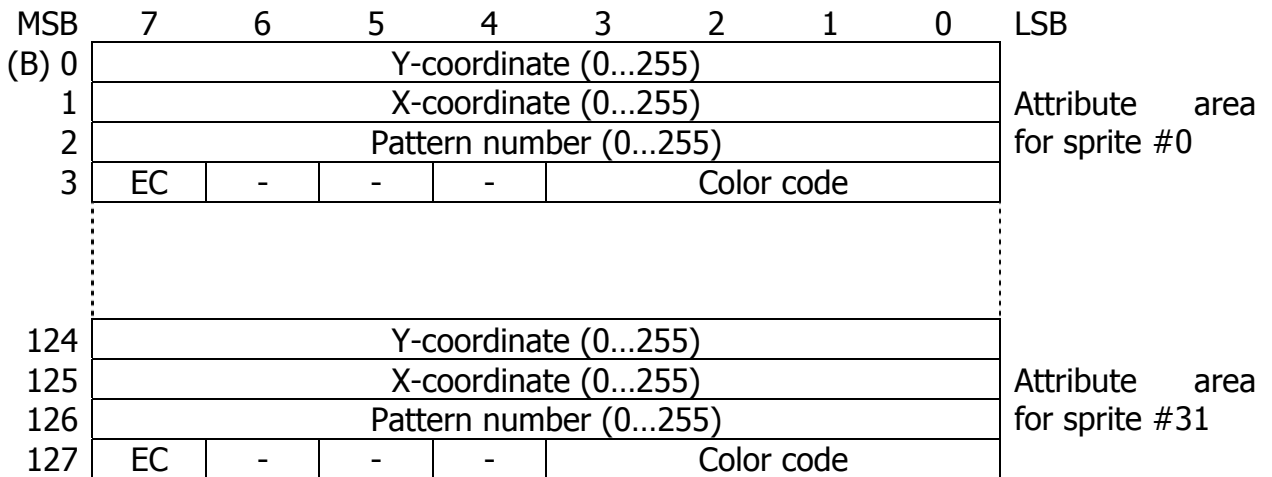 MSB 7 6 5 4 3 2 1 0 LSB
(B) 0 Y-coordinate (0…255)
1 X-coordinate (0…255) Attribute area
2 Pattern number (0…255) for sprite #0
3 EC - - - Color code
124 Y-coordinate (0…255)
125 X-coordinate (0…255) Attribute area
126 Pattern number (0…255) for sprite #31
127 EC - - - Color code